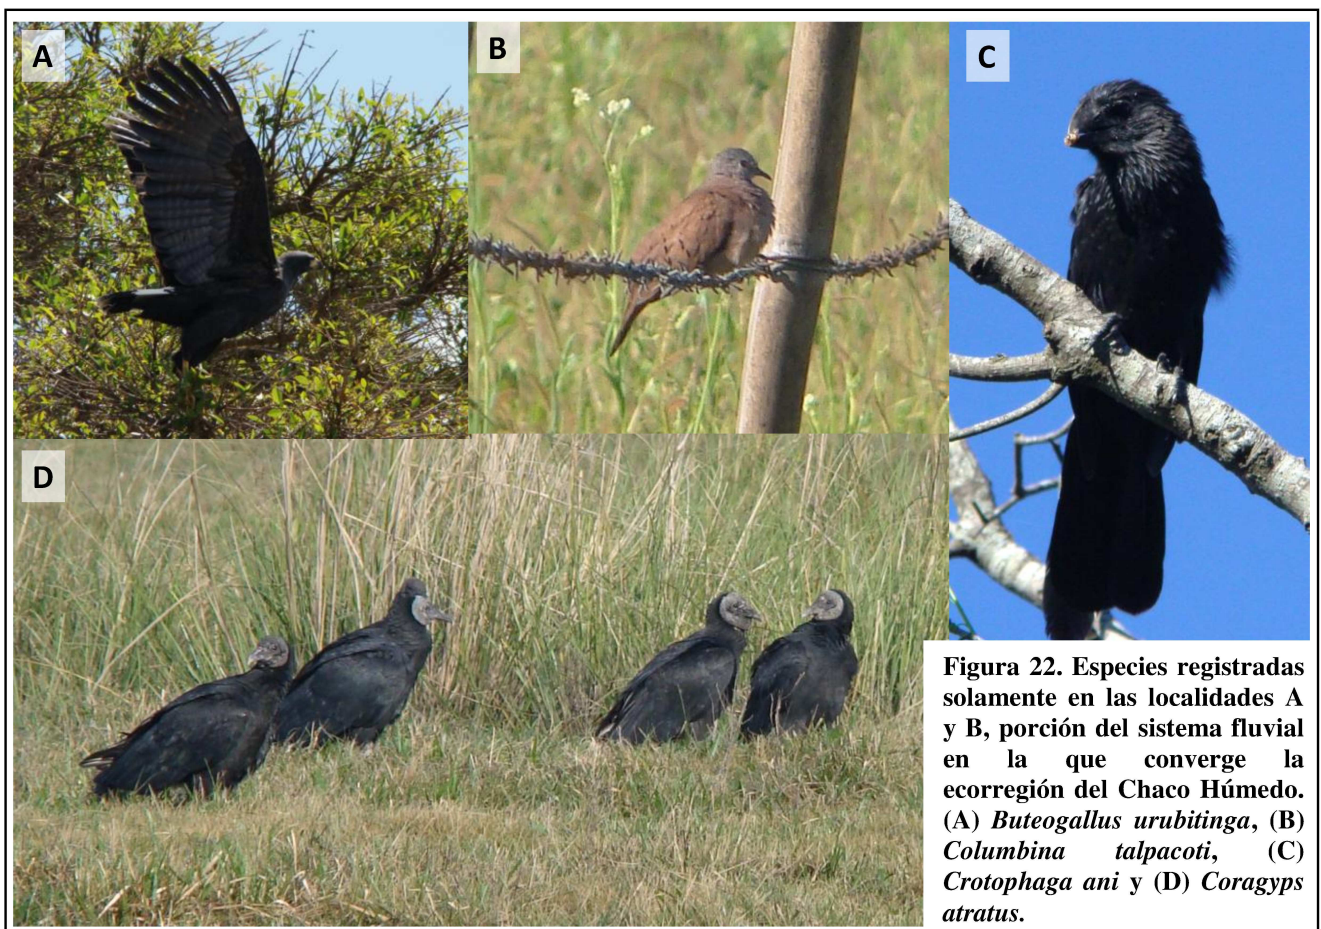 A
B
C
D
Figura 22. Especies registradas
solamente en las localidades A
y B, porción del sistema fluvial
en la que converge la
ecorregión del Chaco Húmedo.
(A) Buteogallus urubitinga, (B)
Columbina talpacoti, (C)
Crotophaga ani y (D) Coragyps
atratus.